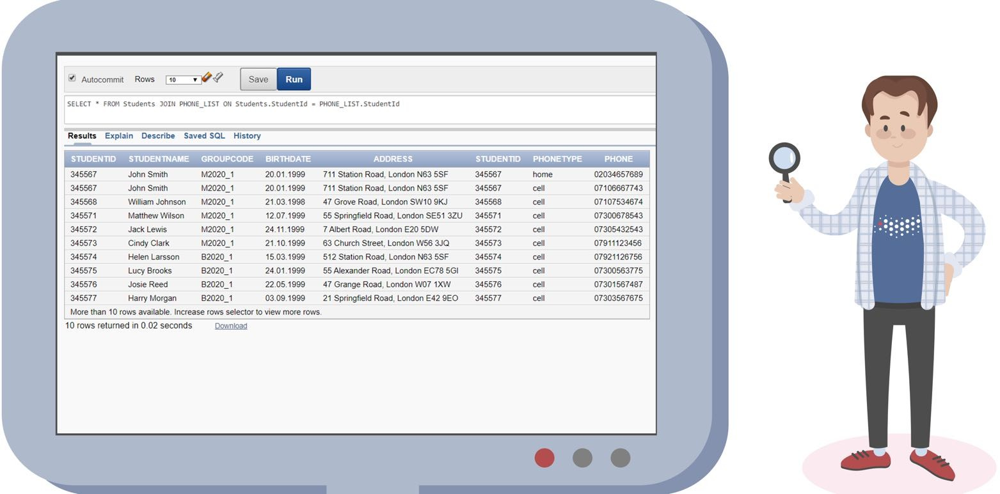 Autocommit Rows 10 Save Run
SELECT * FROM Students JOIN PHONE_LIST ON Students.StudentId = PHONE_LIST.StudentId
Results Explain Describe Saved SQL History
STUDENTID STUDENTNAME GROUPCODE BIRTHDATE ADDRESS STUDENTID PHONETYPE PHONE
345567 John Smith M2020_1 20.01.1999 711 Station Road, London N63 5SF 345567 home 02034657689
345567 John Smith M2020_1 20.01.1999 711 Station Road, London N63 5SF 345567 cell 07106667743
345568 William Johnson M2020_1 21.03.1998 47 Grove Road, London SW10 9KJ 345568 cell 07107534674
345571 Matthew Wilson M2020_1 12.07.1999 55 Springfield Road, London SE51 3ZU 345571 cell 07300678543
345572 Jack Lewis M2020_1 24.11.1999 7 Albert Road, London E20 5DW 345572 cell 07305432543
345573 Cindy Clark M2020_1 21.10.1999 63 Church Street, London W56 3JQ 345573 cell 07911123456
345574 Helen Larsson B2020_1 15.03.1999 512 Station Road, London N63 5SF 345574 cell 07921126756
345575 Lucy Brooks B2020_1 24.01.1999 55 Alexander Road, London EC78 5GI 345575 cell 07300563775
345576 Josie Reed B2020_1 22.05.1999 47 Grange Road, London W07 1XW 345576 cell 07301567487
345577 Harry Morgan B2020_1 03.09.1999 21 Springfield Road, London E42 9EO 345577 cell 07303567675
More than 10 rows available. Increase rows selector to view more rows.
10 rows returned in 0.02 seconds Download